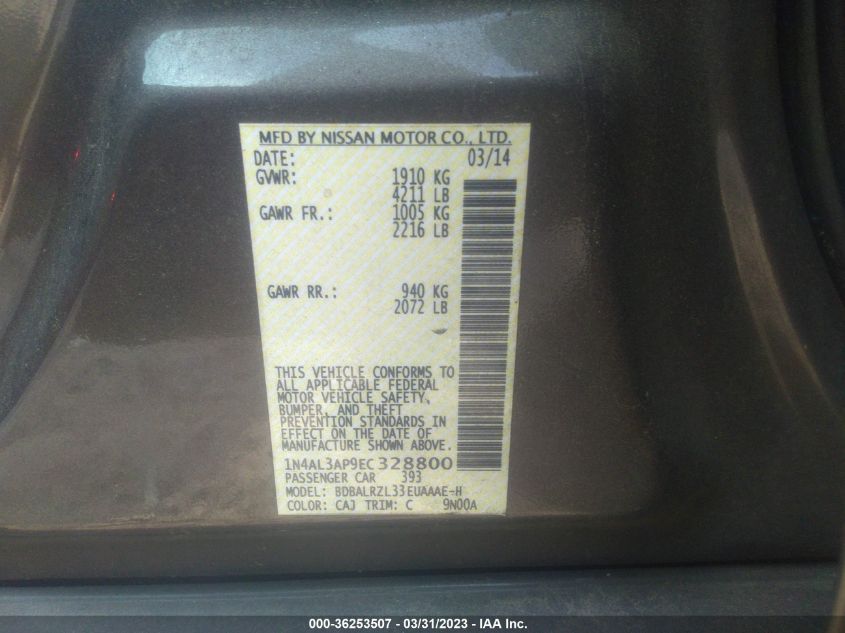 MFD BY NISSAN MOTOR CO., LTD.
DATE: 03/14
GVWR: 1910 KG
4211 LB
GAWR FR.: 1005 KG
2216 LB
GAWR RR.: 940 KG
2072 LB
THIS VEHICLE CONFORMS TO
ALL APPLICABLE FEDERAL
MOTOR VEHICLE SAFETY,
BUMPER, AND THEFT
PREVENTION STANDARDS IN
EFFECT ON THE DATE OF
MANUFACTURE SHOWN ABOVE.
1N4AL3AP9EC 328800
PASSENGER CAR 393
MODEL: BDBALRZL33EUAAAE-H
COLOR: CAJ TRIM: C 9N00A
000-36253507 - 03/31/2023 - IAA Inc.